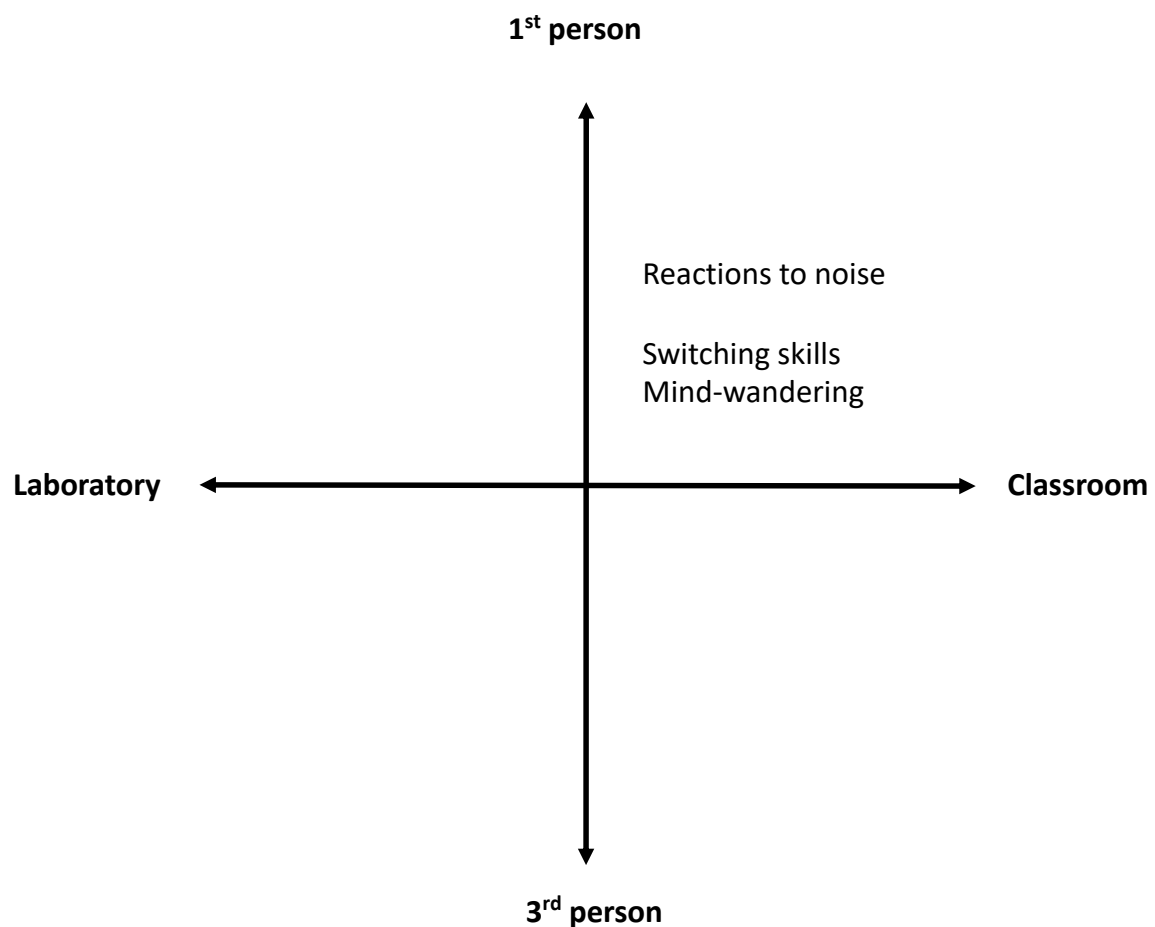 1st person
Reactions to noise
Switching skills
Mind-wandering
Laboratory
Classroom
3rd person